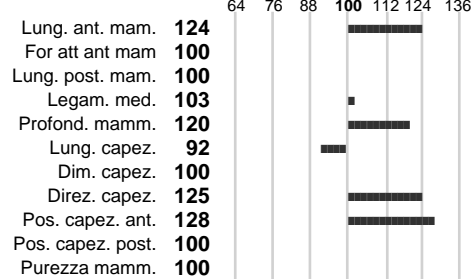 64 76 88 100 112 124 136
Lung. ant. mam. 124
For att ant mam 100
Lung. post. mam. 100
Legam. med. 103
Profond. mamm. 120
Lung. capez. 92
Dim. capez. 100
Direz. capez. 125
Pos. capez. ant. 128
Pos. capez. post. 100
Purezza mamm. 100